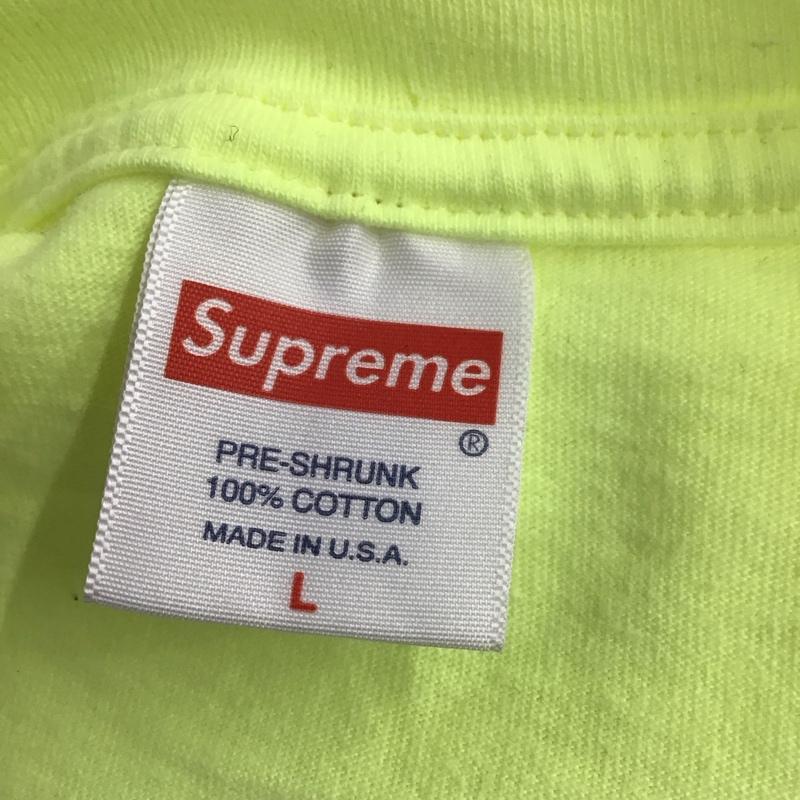 Supreme
®
PRE-SHRUNK
100% COTTON
MADE IN U.S.A.
L